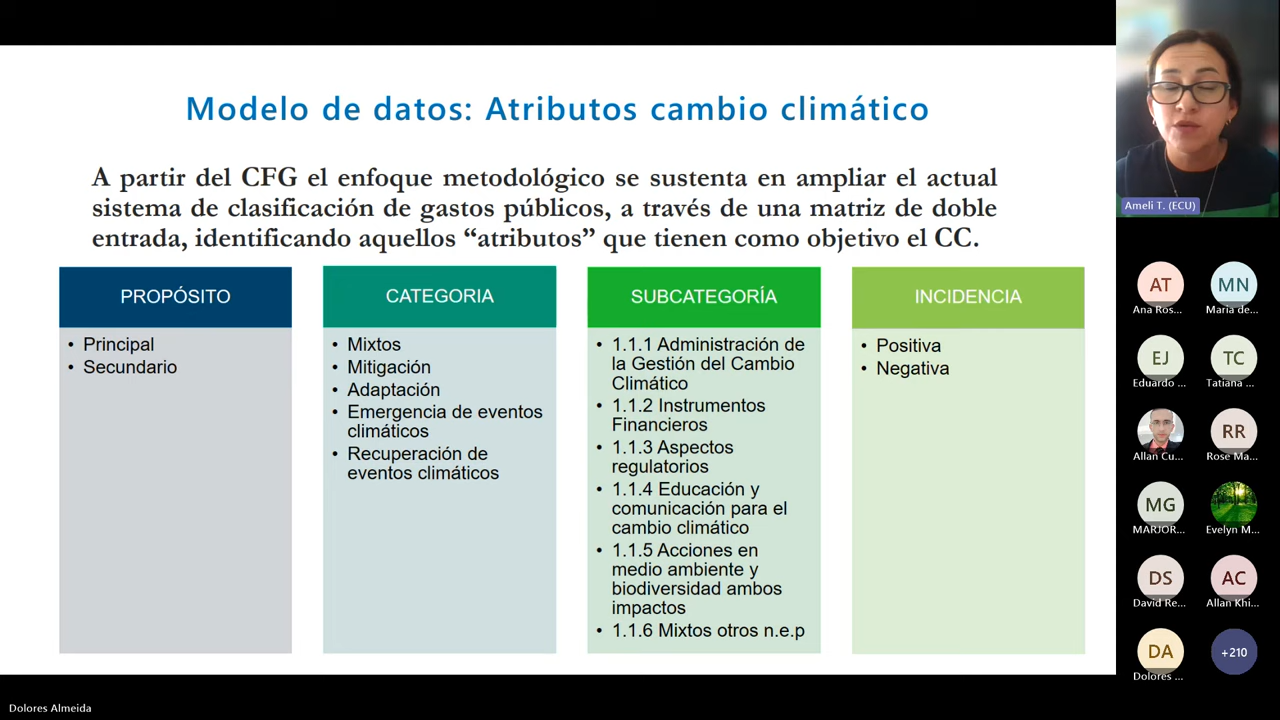 Modelo de datos: Atributos cambio climático
A partir del CFG el enfoque metodológico se sustenta en ampliar el actual
sistema de clasificación de gastos públicos, a través de una matriz de doble
entrada, identificando aquellos “atributos” que tienen como objetivo el CC.
PROPÓSITO
• Principal
• Secundario
CATEGORIA
• Mixtos
• Mitigación
• Adaptación
• Emergencia de eventos
climáticos
• Recuperación de
eventos climáticos
SUBCATEGORÍA
• 1.1.1 Administración de
la Gestión del Cambio
Climático
• 1.1.2 Instrumentos
Financieros
• 1.1.3 Aspectos
regulatorios
• 1.1.4 Educación y
comunicación para el
cambio climático
• 1.1.5 Acciones en
medio ambiente y
biodiversidad ambos
impactos
• 1.1.6 Mixtos otros n.e.p
INCIDENCIA
• Positiva
• Negativa
Ameli T. (ECU)
AT
Ana Ros...
MN
Maria de...
EJ
Eduardo ...
TC
Tatiana ...
Allan Cu...
RR
Rose Ma...
MG
MARJOR...
Evelyn M...
DS
David Re...
AC
Allan Khi...
DA
Dolores ...
+210
Dolores Almeida